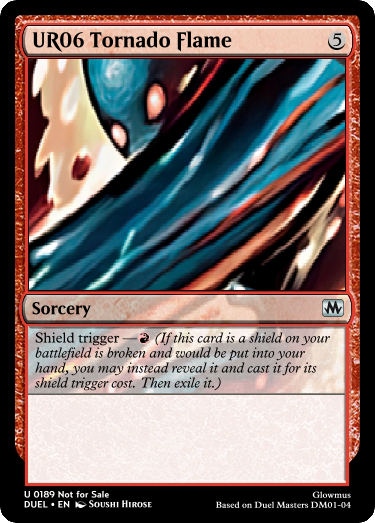 UR06 Tornado Flame 5
Sorcery
Shield trigger — (If this card is a shield on your
battlefield is broken and would be put into your
hand, you may instead reveal it and cast it for its
shield trigger cost. Then exile it.)
U 0189 Not for Sale
Glowmus
DUEL • EN Soushi Hirose
Based on Duel Masters DM01-04